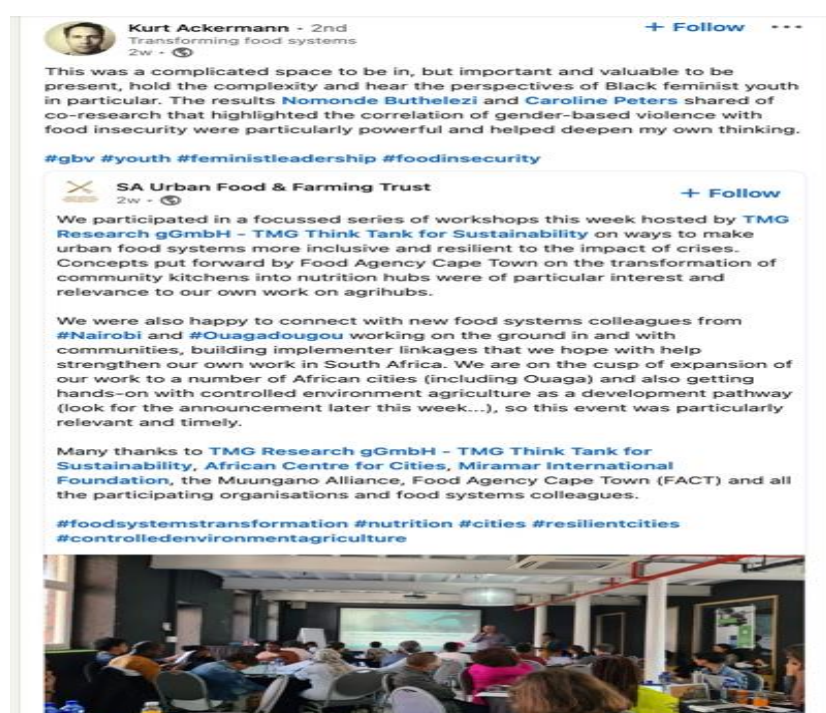 Kurt Ackermann • 2nd
Transforming food systems
2w •
+ Follow
This was a complicated space to be in, but important and valuable to be
present, hold the complexity and hear the perspectives of Black feminist youth
in particular. The results Nomonde Buthelezi and Caroline Peters shared of
co-research that highlighted the correlation of gender-based violence with
food insecurity were particularly powerful and helped deepen my own thinking.
#gbv #youth #feministleadership #foodinsecurity
SA Urban Food & Farming Trust
2w •
+ Follow
We participated in a focussed series of workshops this week hosted by TMG
Research gGmbH - TMG Think Tank for Sustainability on ways to make
urban food systems more inclusive and resilient to the impact of crises.
Concepts put forward by Food Agency Cape Town on the transformation of
community kitchens into nutrition hubs were of particular interest and
relevance to our own work on agrihubs.
We were also happy to connect with new food systems colleagues from
#Nairobi and #Ouagadougou working on the ground in and with
communities, building implementer linkages that we hope with help
strengthen our own work in South Africa. We are on the cusp of expansion of
our work to a number of African cities (including Ouaga) and also getting
hands-on with controlled environment agriculture as a development pathway
(look for the announcement later this week...), so this event was particularly
relevant and timely.
Many thanks to TMG Research gGmbH - TMG Think Tank for
Sustainability, African Centre for Cities, Miramar International
Foundation, the Muungano Alliance, Food Agency Cape Town (FACT) and all
the participating organisations and food systems colleagues.
#foodsystemstransformation #nutrition #cities #resilientcities
#controlledenvironmentagriculture